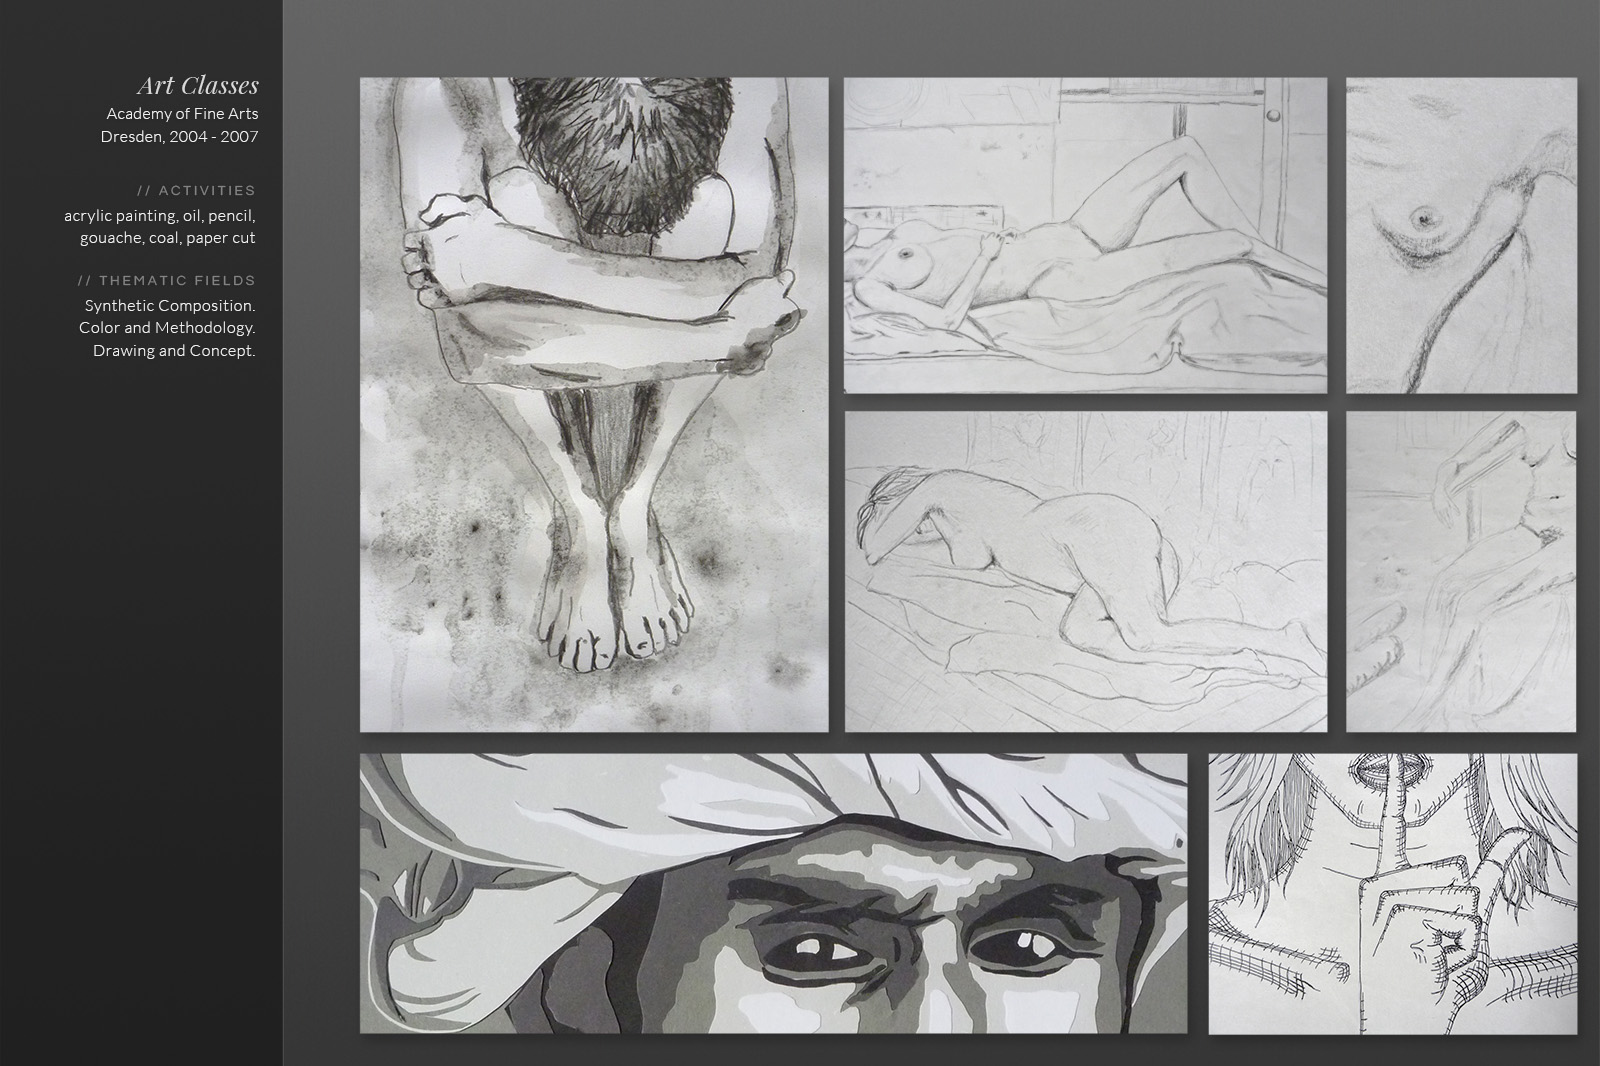 Art Classes
Academy of Fine Arts
Dresden, 2004 - 2007
// ACTIVITIES
acrylic painting, oil, pencil,
gouache, coal, paper cut
// THEMATIC FIELDS
Synthetic Composition.
Color and Methodology.
Drawing and Concept.